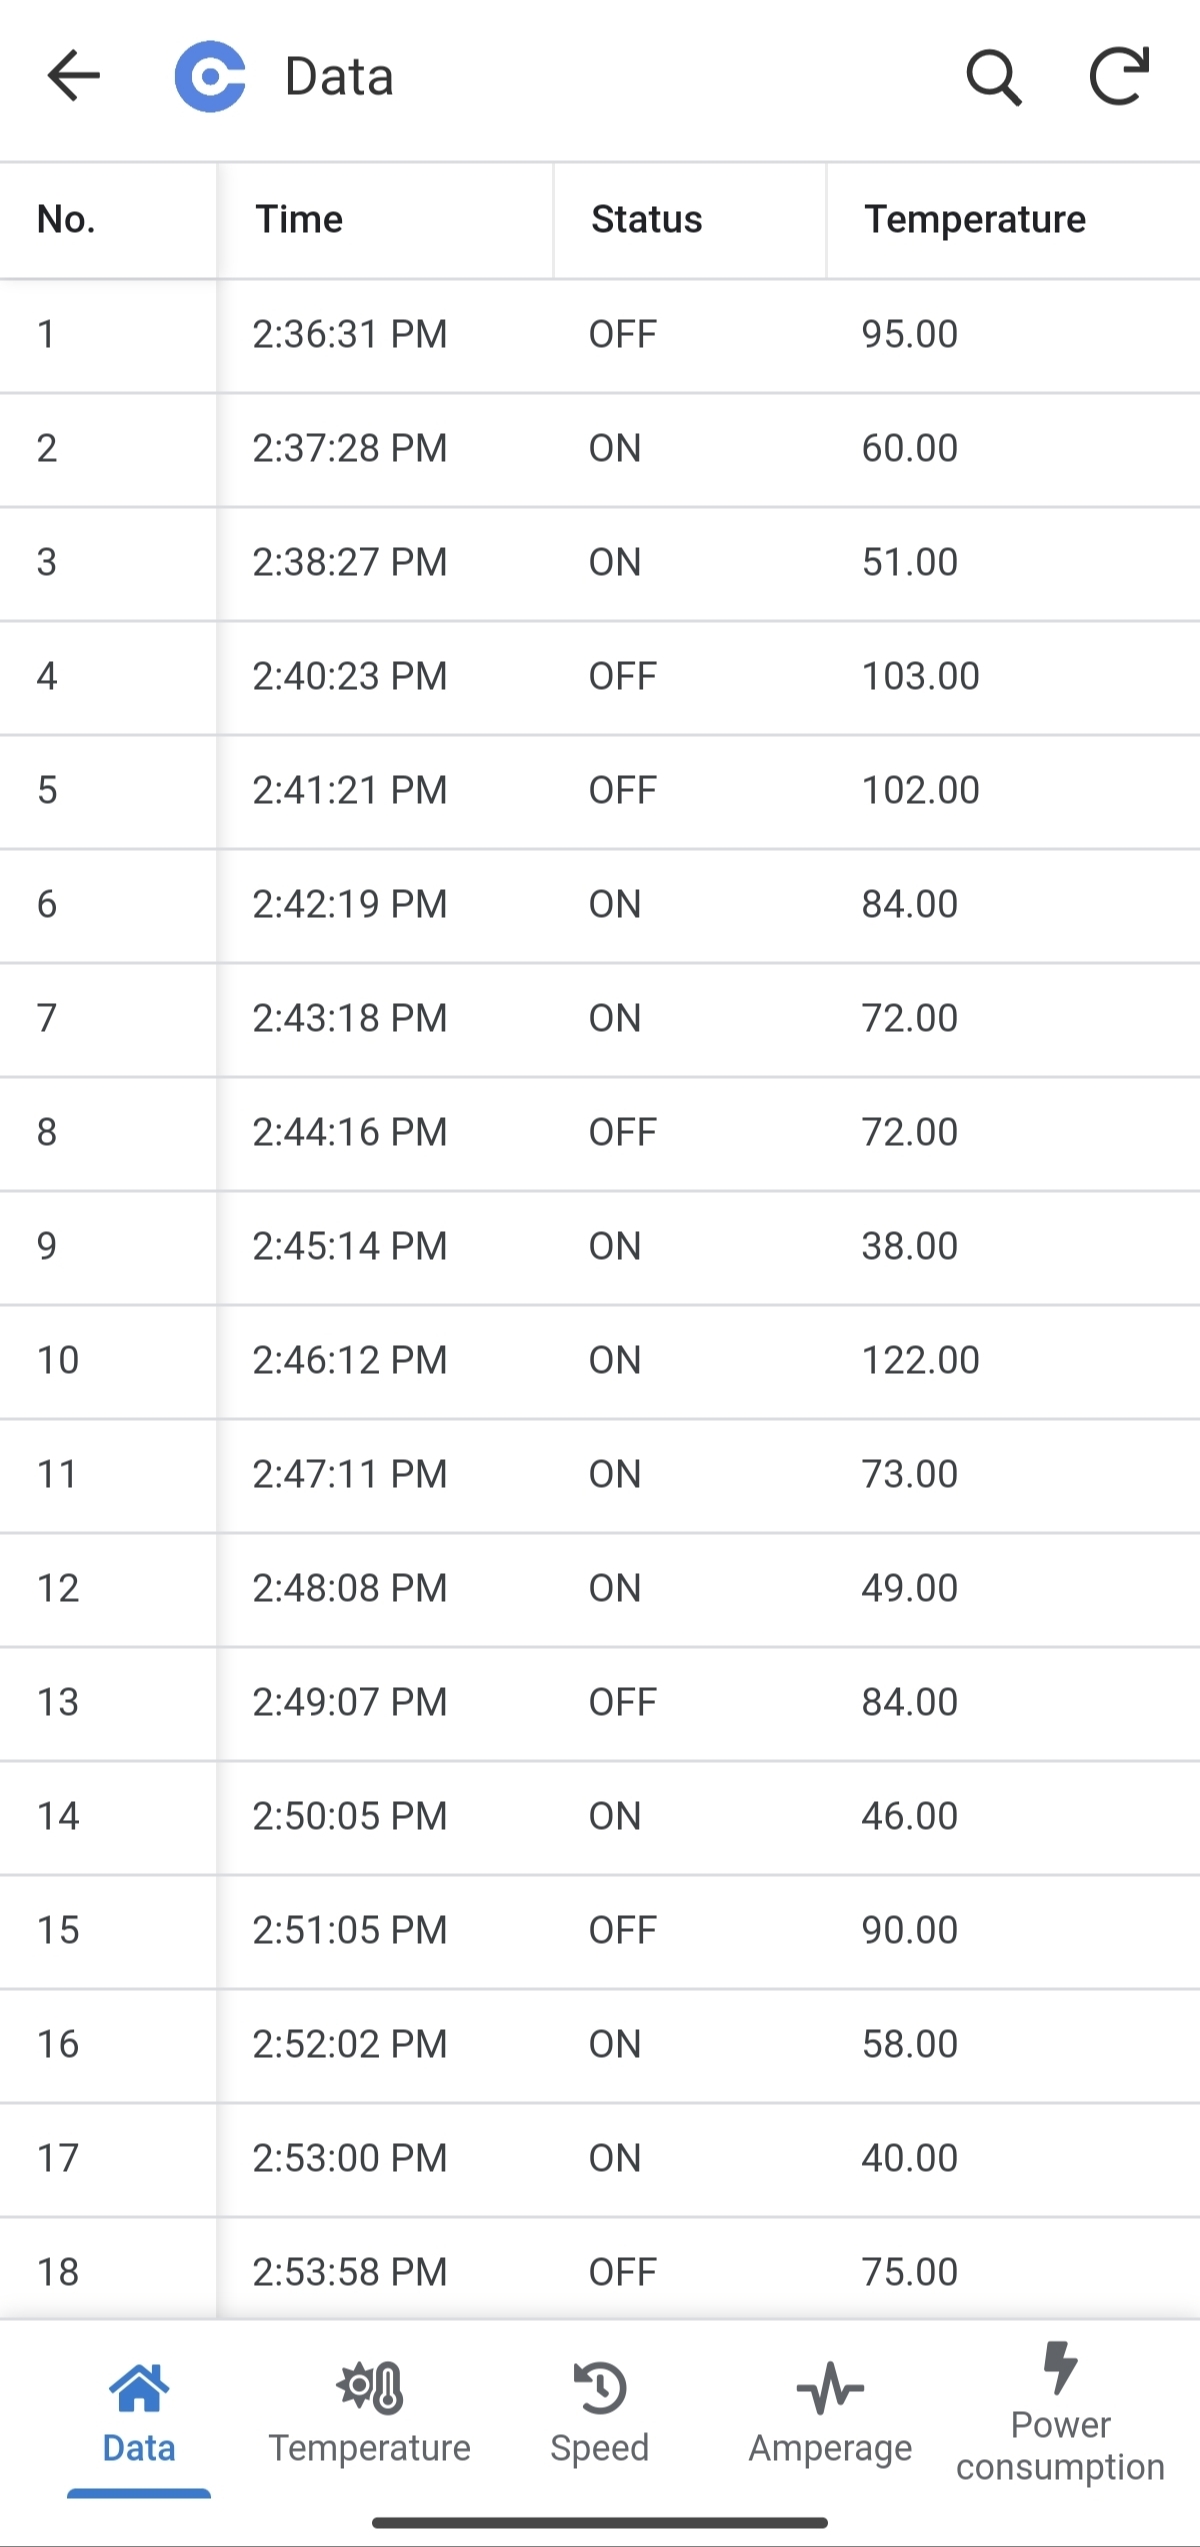 Data
No. Time Status Temperature
1 2:36:31 PM OFF 95.00
2 2:37:28 PM ON 60.00
3 2:38:27 PM ON 51.00
4 2:40:23 PM OFF 103.00
5 2:41:21 PM OFF 102.00
6 2:42:19 PM ON 84.00
7 2:43:18 PM ON 72.00
8 2:44:16 PM OFF 72.00
9 2:45:14 PM ON 38.00
10 2:46:12 PM ON 122.00
11 2:47:11 PM ON 73.00
12 2:48:08 PM ON 49.00
13 2:49:07 PM OFF 84.00
14 2:50:05 PM ON 46.00
15 2:51:05 PM OFF 90.00
16 2:52:02 PM ON 58.00
17 2:53:00 PM ON 40.00
18 2:53:58 PM OFF 75.00
Data Temperature Speed Amperage Power
consumption